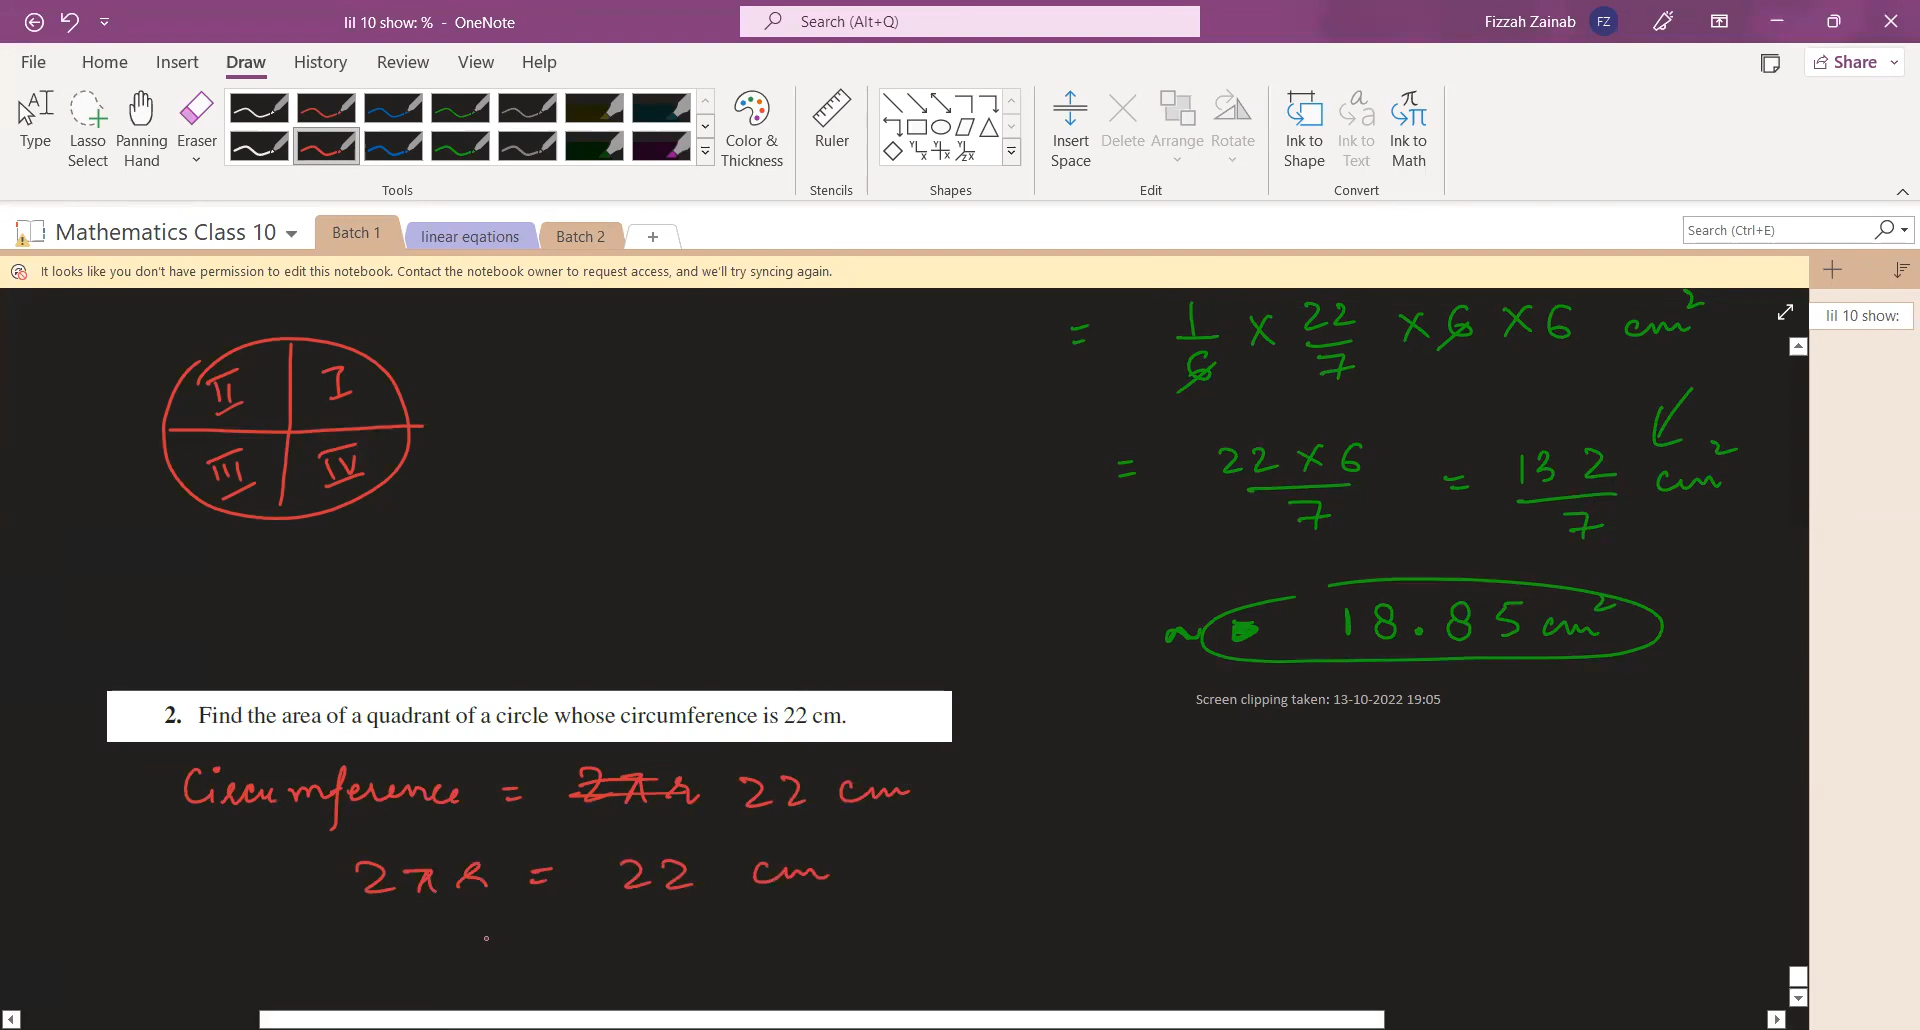 lil 10 show: % - OneNote
Search (Alt+Q)
Fizzah Zainab
FZ
File Home Insert Draw History Review View Help
Share
Type
Lasso Select
Panning Hand
Eraser
Color & Thickness
Ruler
Insert Space
Delete
Arrange
Rotate
Ink to Shape
Ink to Text
Ink to Math
Tools
Stencils
Shapes
Edit
Convert
Mathematics Class 10
Batch 1
linear eqations
Batch 2
Search (Ctrl+E)
It looks like you don't have permission to edit this notebook. Contact the notebook owner to request access, and we'll try syncing again.
lil 10 show:
= 1/6 × 22/7 × 6 × 6 cm²
II I
III IV
= 22 × 6 / 7 = 132/7 cm²
≈ 18.85 cm²
Screen clipping taken: 13-10-2022 19:05
2. Find the area of a quadrant of a circle whose circumference is 22 cm.
Circumference = 2πr 22 cm
2πr = 22 cm